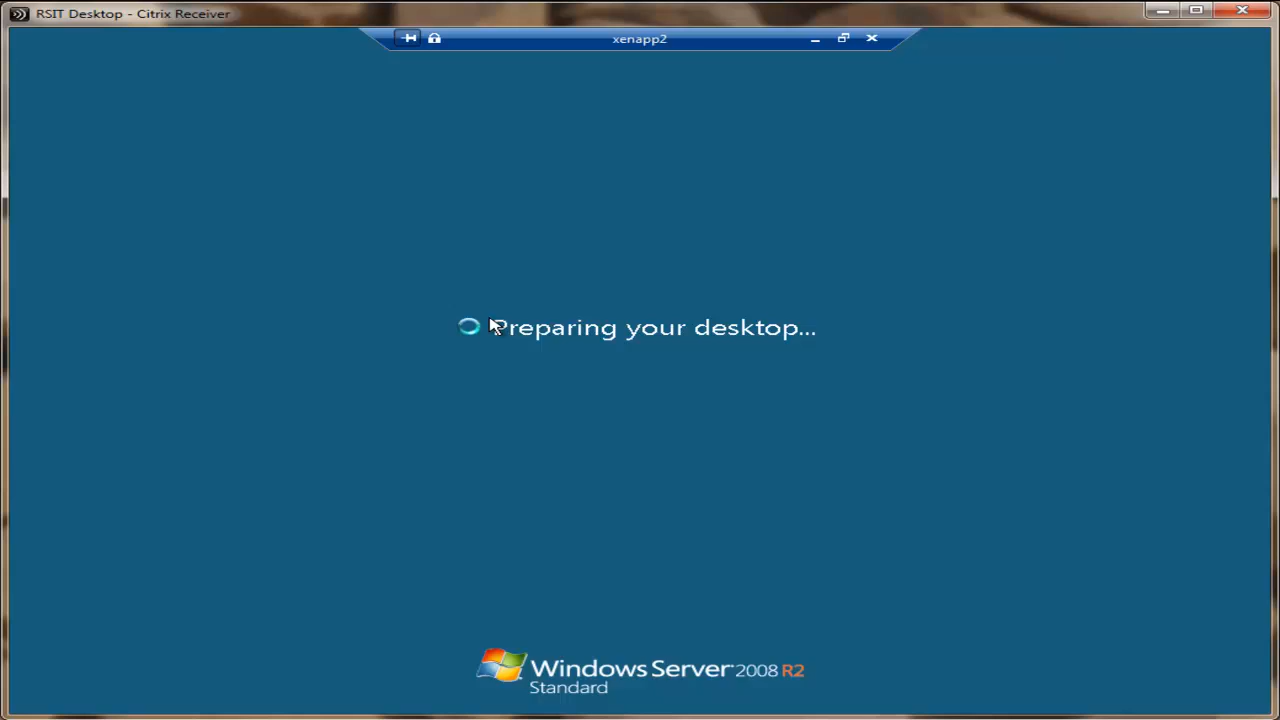 RSIT Desktop - Citrix Receiver
xenapp2
Preparing your desktop...
Windows Server 2008 R2
Standard